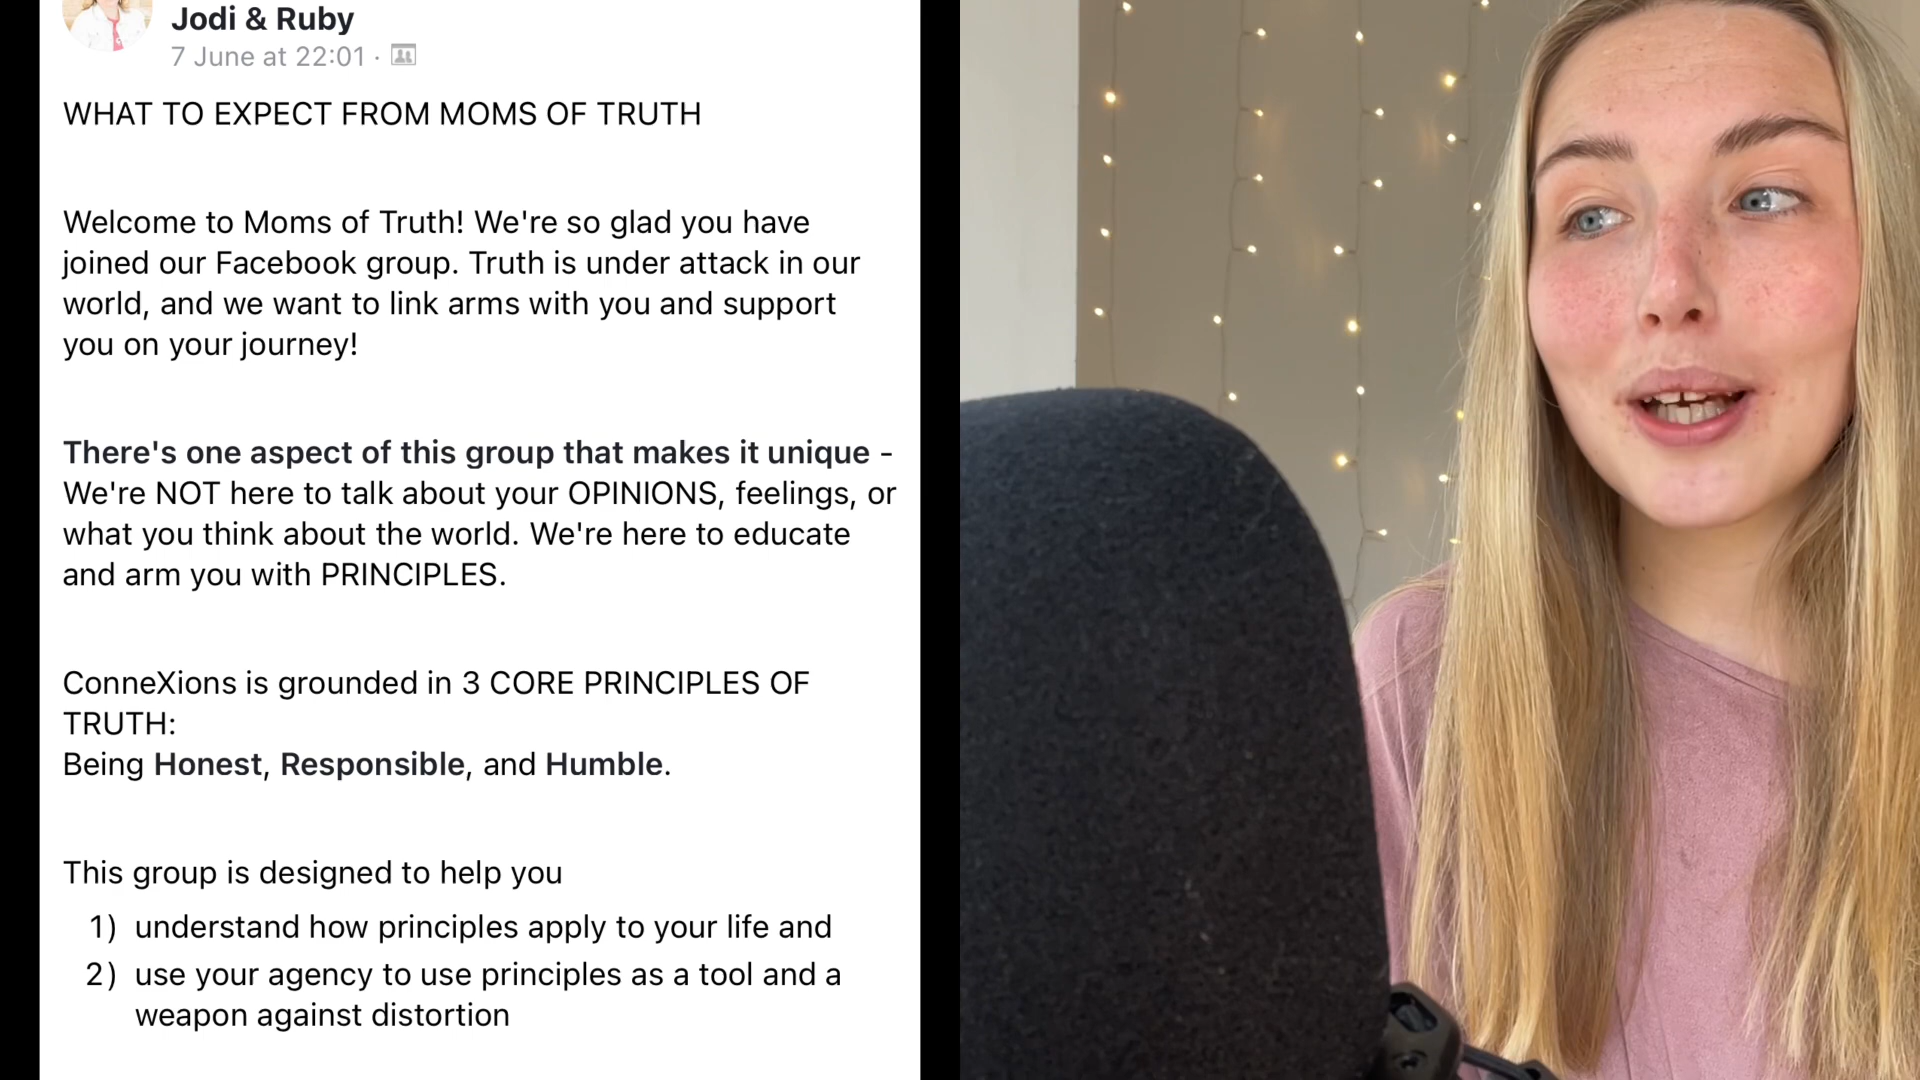 Jodi & Ruby
7 June at 22:01 ·
WHAT TO EXPECT FROM MOMS OF TRUTH
Welcome to Moms of Truth! We're so glad you have
joined our Facebook group. Truth is under attack in our
world, and we want to link arms with you and support
you on your journey!
There's one aspect of this group that makes it unique -
We're NOT here to talk about your OPINIONS, feelings, or
what you think about the world. We're here to educate
and arm you with PRINCIPLES.
ConneXions is grounded in 3 CORE PRINCIPLES OF
TRUTH:
Being Honest, Responsible, and Humble.
This group is designed to help you
1) understand how principles apply to your life and
2) use your agency to use principles as a tool and a
weapon against distortion